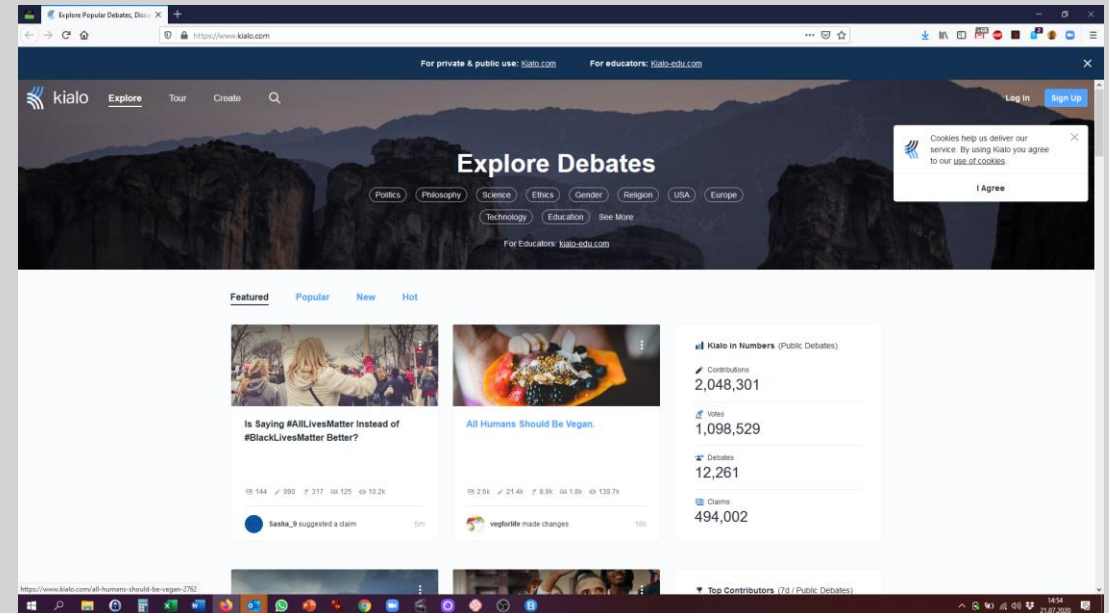 Explore Popular Debates, Disco
https://www.kialo.com
For private & public use: Kialo.com For educators: Kialo-edu.com
kialo Explore Tour Create Log In Sign Up
Cookies help us deliver our
service. By using Kialo you agree
to our use of cookies.
I Agree
Explore Debates
Politics Philosophy Science Ethics Gender Religion USA Europe
Technology Education See More
For Educators: kialo-edu.com
Featured Popular New Hot
Is Saying #AllLivesMatter Instead of
#BlackLivesMatter Better?
144 990 317 125 18.2k
Sasha_9 suggested a claim 5m
All Humans Should Be Vegan.
2.6k 21.4k 8.9k 1.8k 139.7k
vegforlife made changes 16h
Kialo in Numbers (Public Debates)
Contributions
2,048,301
Votes
1,098,529
Debates
12,261
Claims
494,002
Top Contributors (7d / Public Debates)
https://www.kialo.com/all-humans-should-be-vegan-2762
14:54
21.07.2020